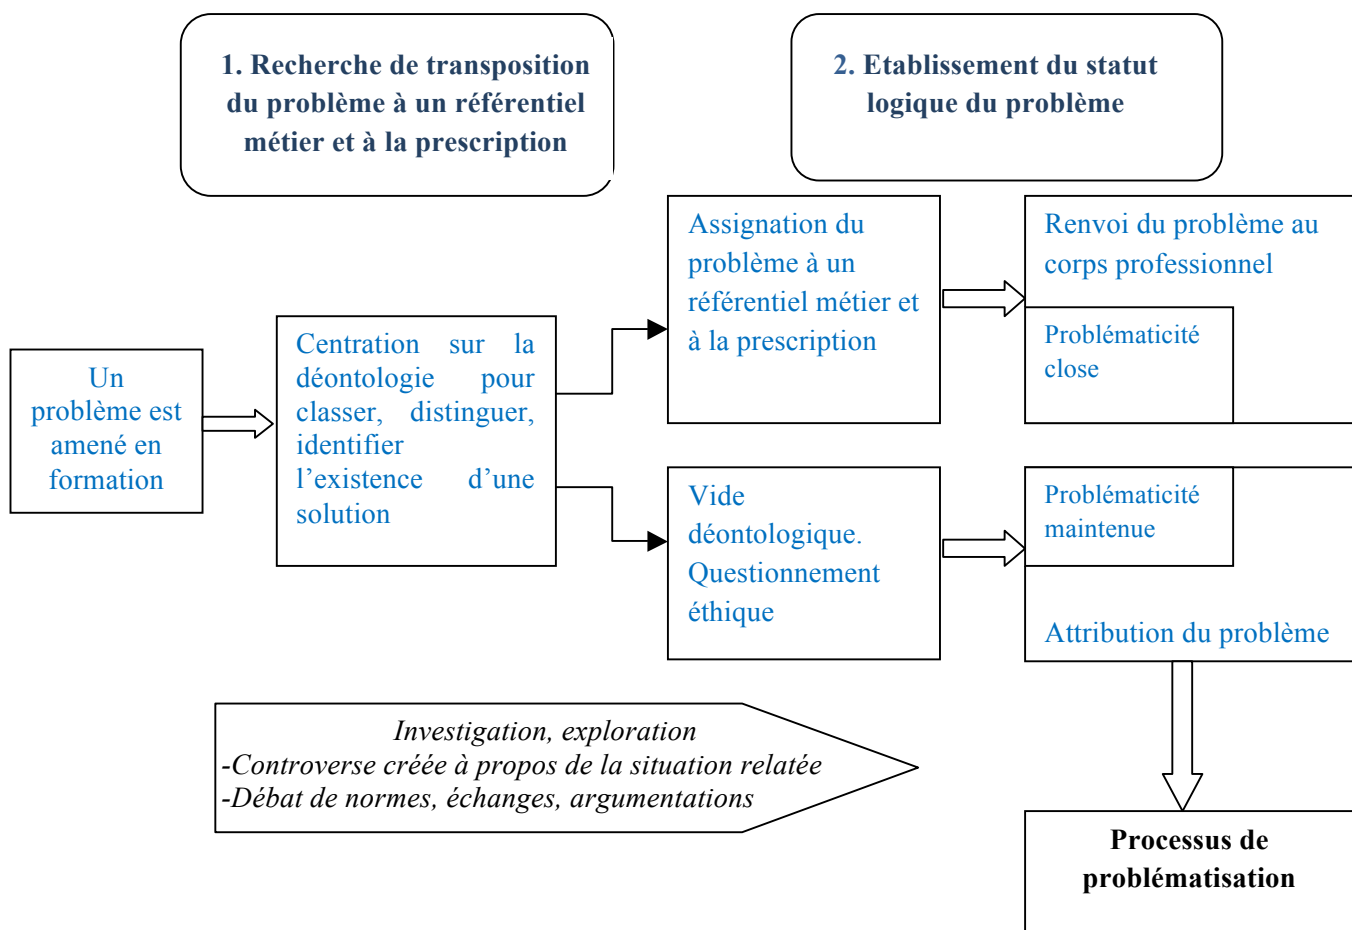 1. Recherche de transposition
du problème à un référentiel
métier et à la prescription
2. Etablissement du statut
logique du problème
Un
problème est
amené en
formation
Centration sur la
déontologie pour
classer, distinguer,
identifier
l’existence d’une
solution
Assignation du
problème à un
référentiel métier et
à la prescription
Renvoi du problème au
corps professionnel
Problématicité
close
Vide
déontologique.
Questionnement
éthique
Problématicité
maintenue
Attribution du problème
Investigation, exploration
-Controverse créée à propos de la situation relatée
-Débat de normes, échanges, argumentations
Processus de
problématisation